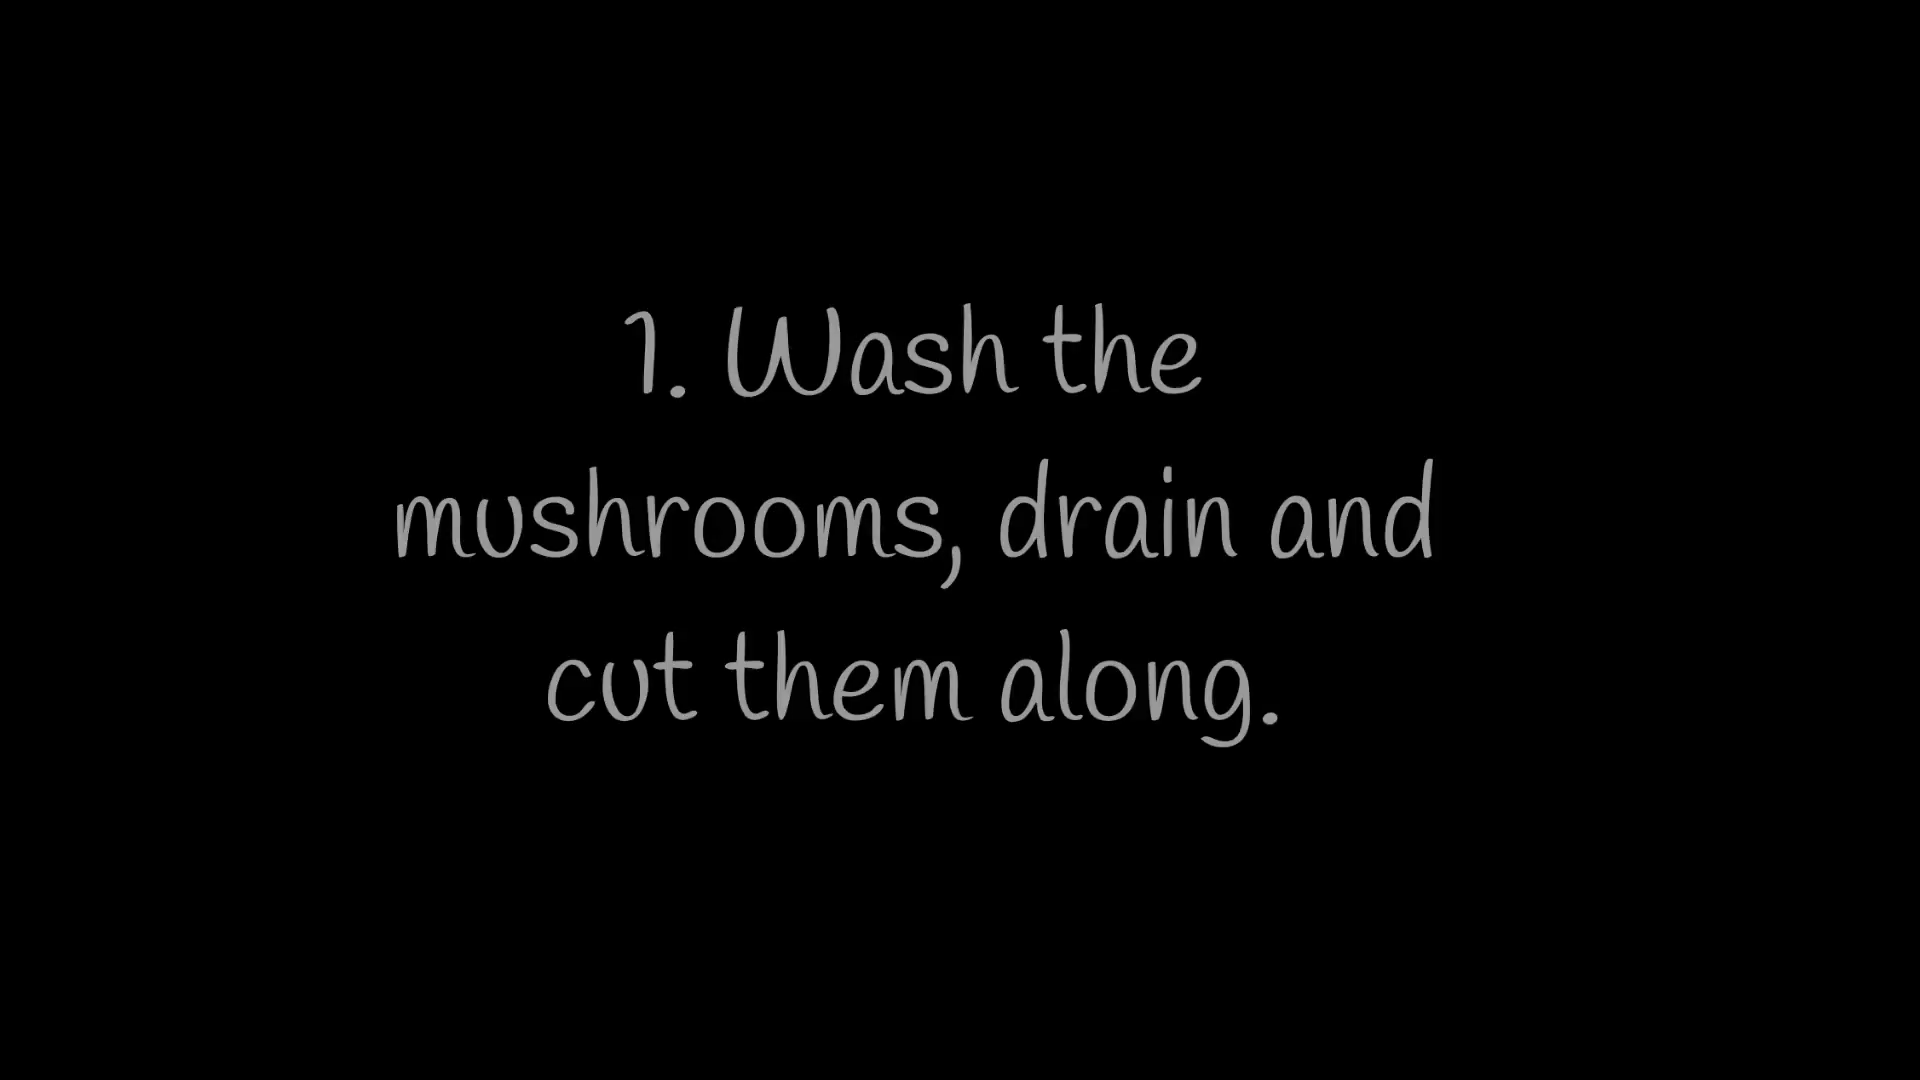 1. Wash the
mushrooms, drain and
cut them along.